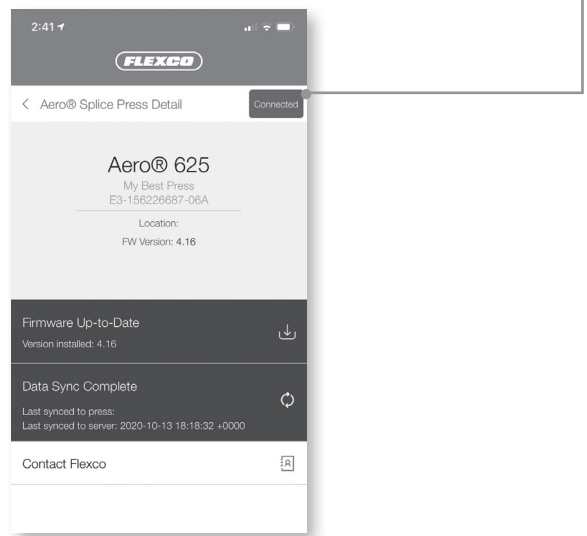 2:41
FLEXCO
Aero® Splice Press Detail
Connected
Aero® 625
My Best Press
E3-156226687-06A
Location:
FW Version: 4.16
Firmware Up-to-Date
Version installed: 4.16
Data Sync Complete
Last synced to press:
Last synced to server: 2020-10-13 18:18:32 +0000
Contact Flexco